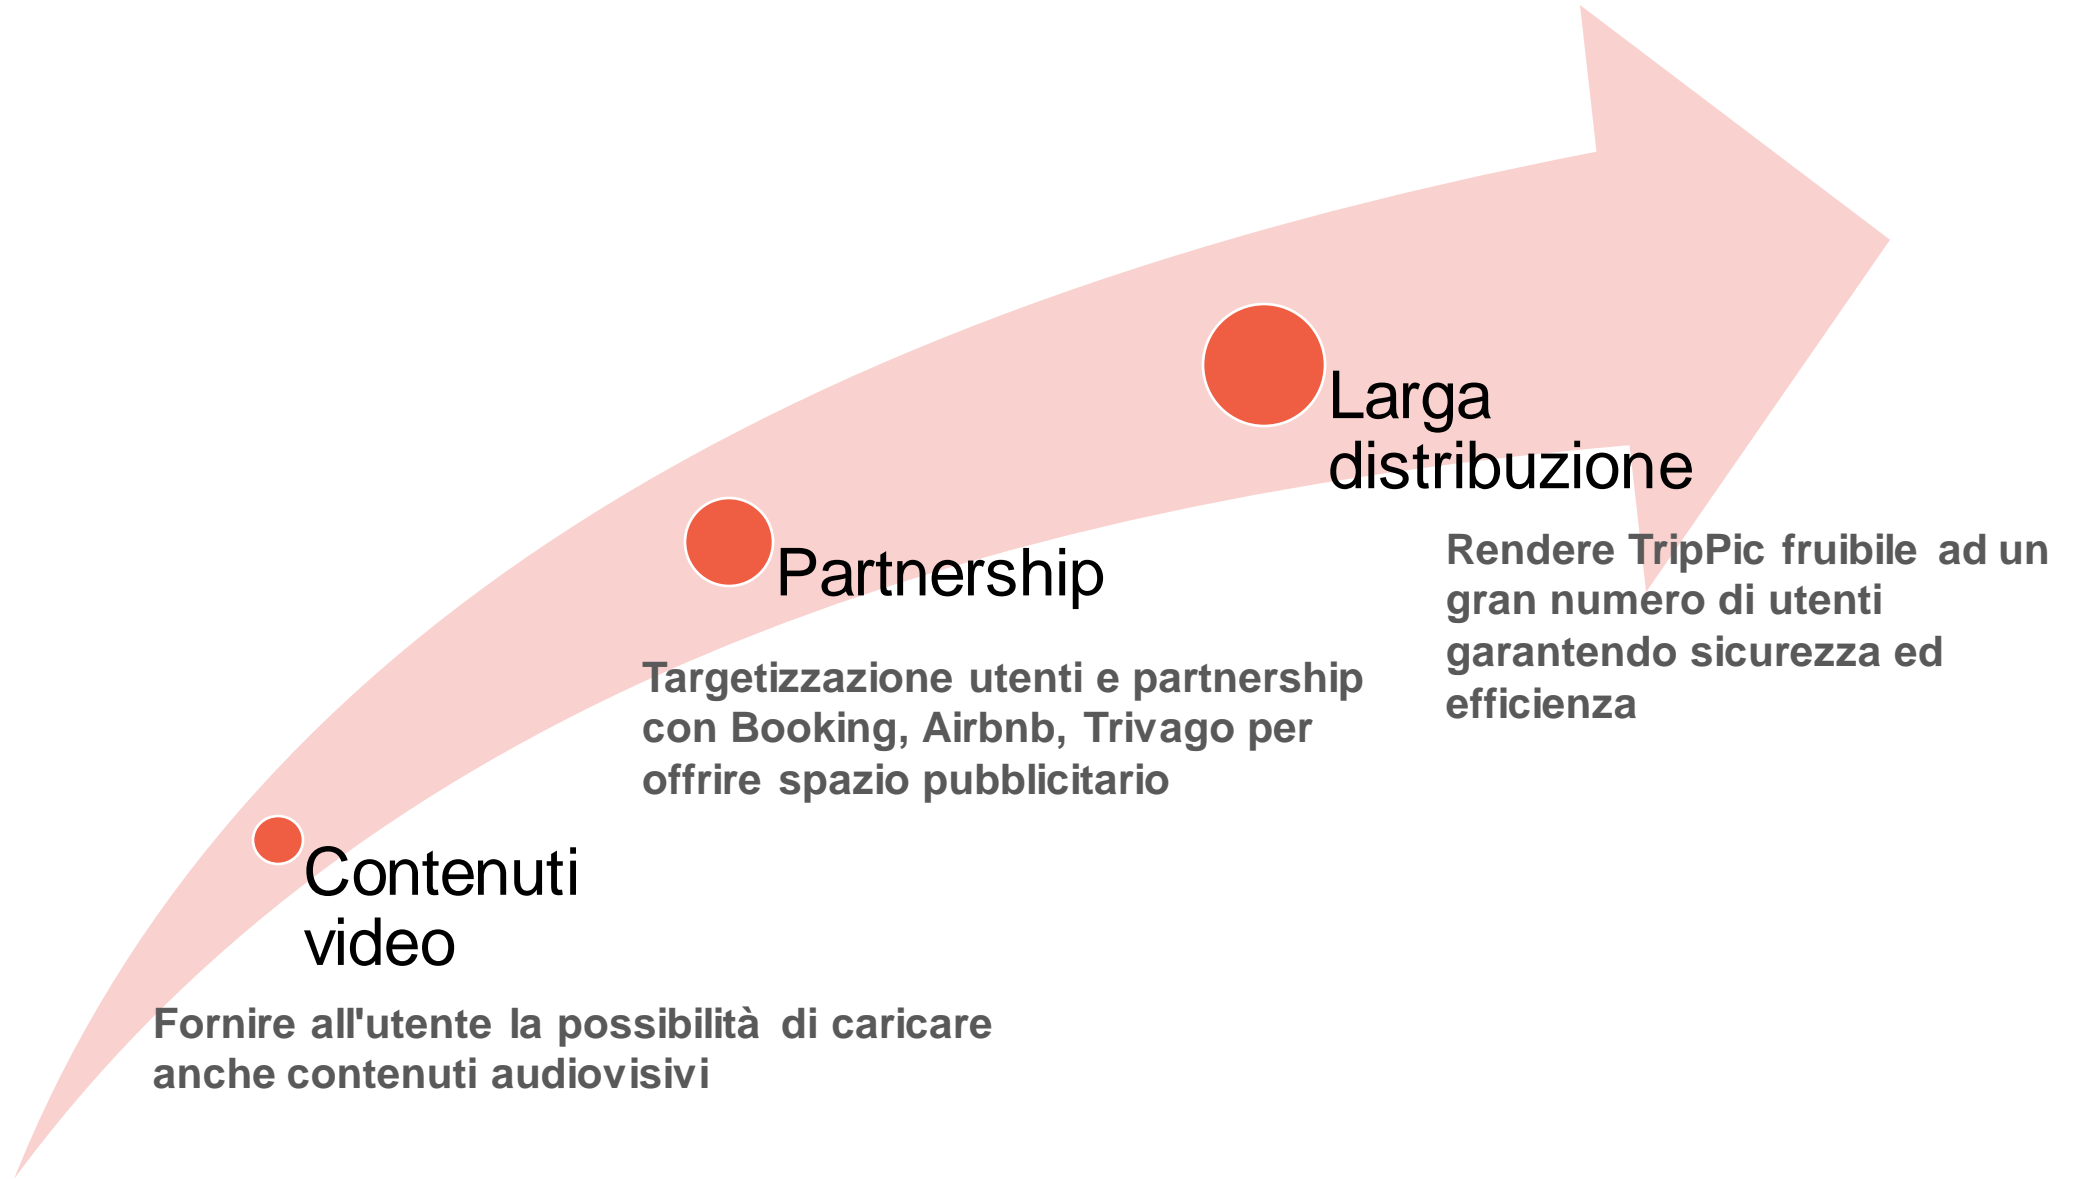 Larga
distribuzione
Rendere TripPic fruibile ad un
gran numero di utenti
garantendo sicurezza ed
efficienza
Partnership
Targetizzazione utenti e partnership
con Booking, Airbnb, Trivago per
offrire spazio pubblicitario
Contenuti
video
Fornire all'utente la possibilità di caricare
anche contenuti audiovisivi